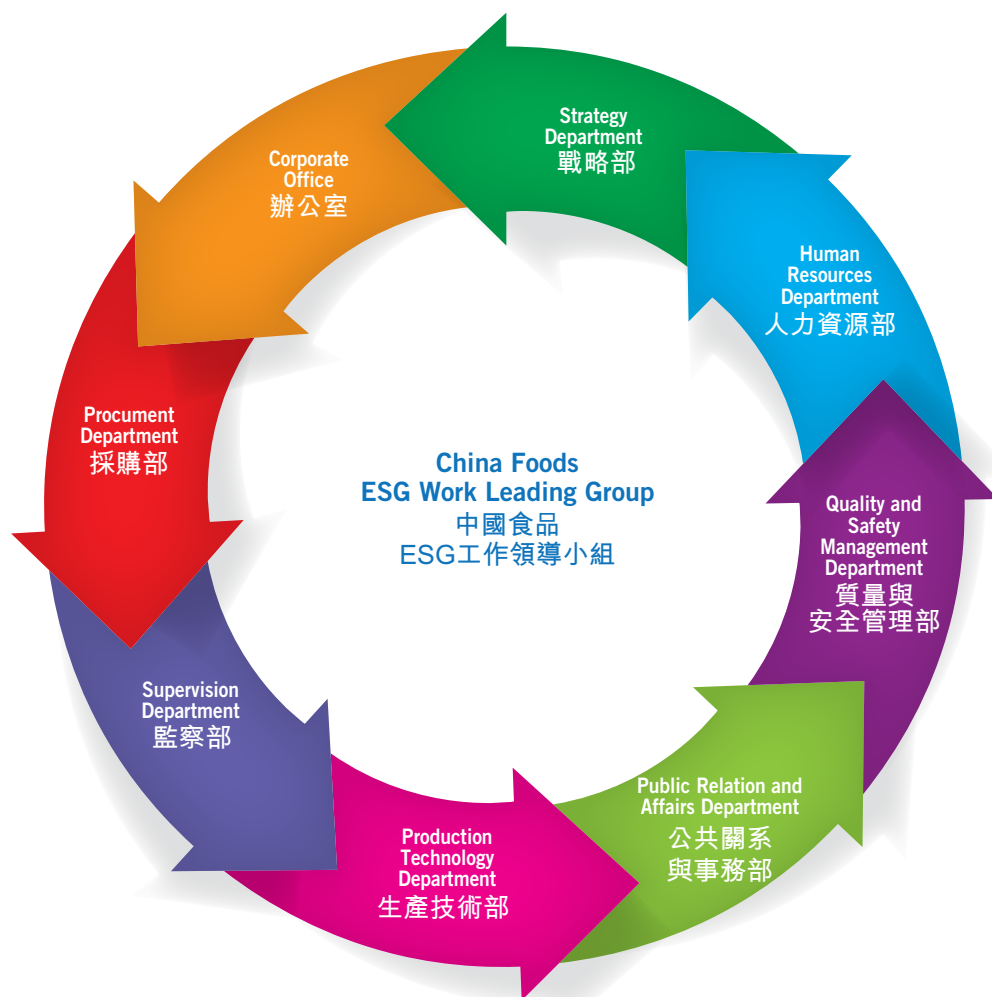 Strategy
Department
戰略部
Corporate
Office
辦公室
Human
Resources
Department
人力資源部
Procument
Department
採購部
China Foods
ESG Work Leading Group
中國食品
ESG工作領導小組
Quality and
Safety
Management
Department
質量與
安全管理部
Supervision
Department
監察部
Public Relation and
Affairs Department
公共關系
與事務部
Production
Technology
Department
生產技術部